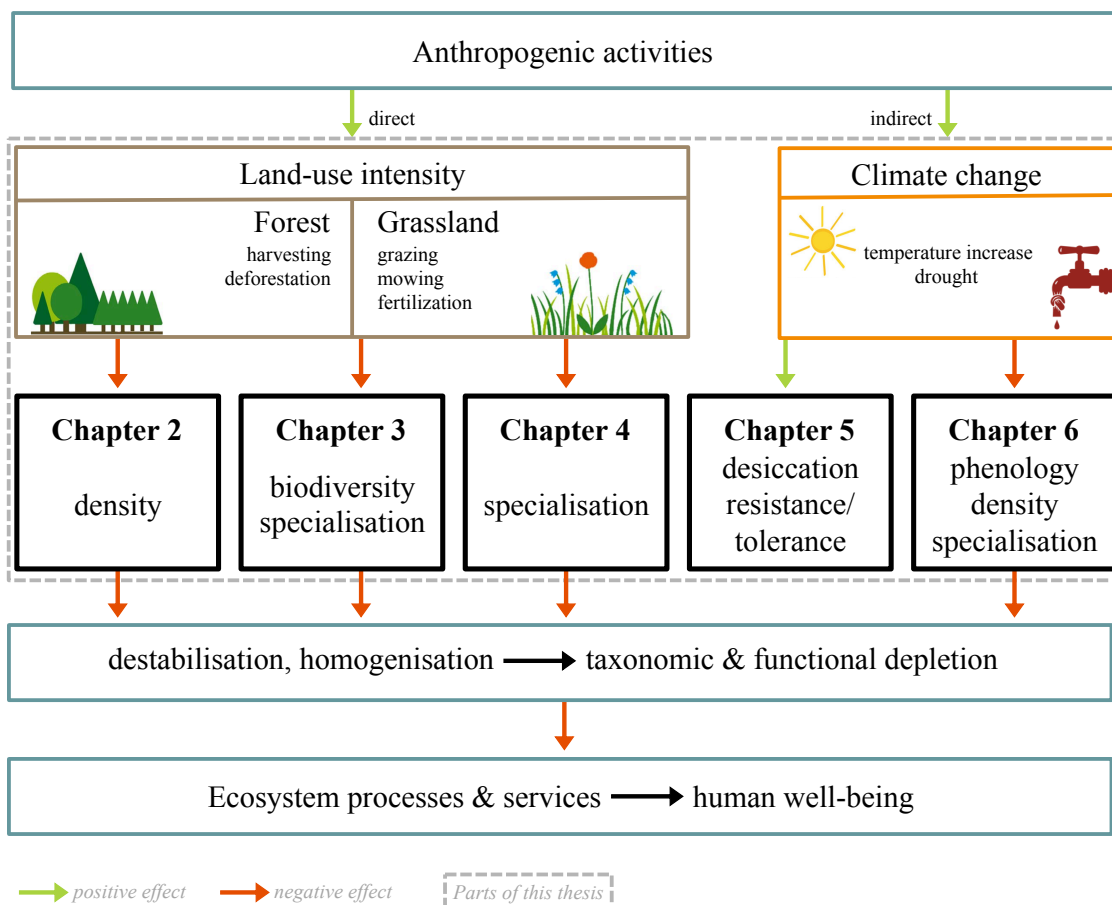 Anthropogenic activities
direct
indirect
Land-use intensity
Forest
harvesting
deforestation
Grassland
grazing
mowing
fertilization
Climate change
temperature increase
drought
Chapter 2
density
Chapter 3
biodiversity
specialisation
Chapter 4
specialisation
Chapter 5
desiccation
resistance/
tolerance
Chapter 6
phenology
density
specialisation
destabilisation, homogenisation → taxonomic & functional depletion
Ecosystem processes & services → human well-being
positive effect
negative effect
Parts of this thesis